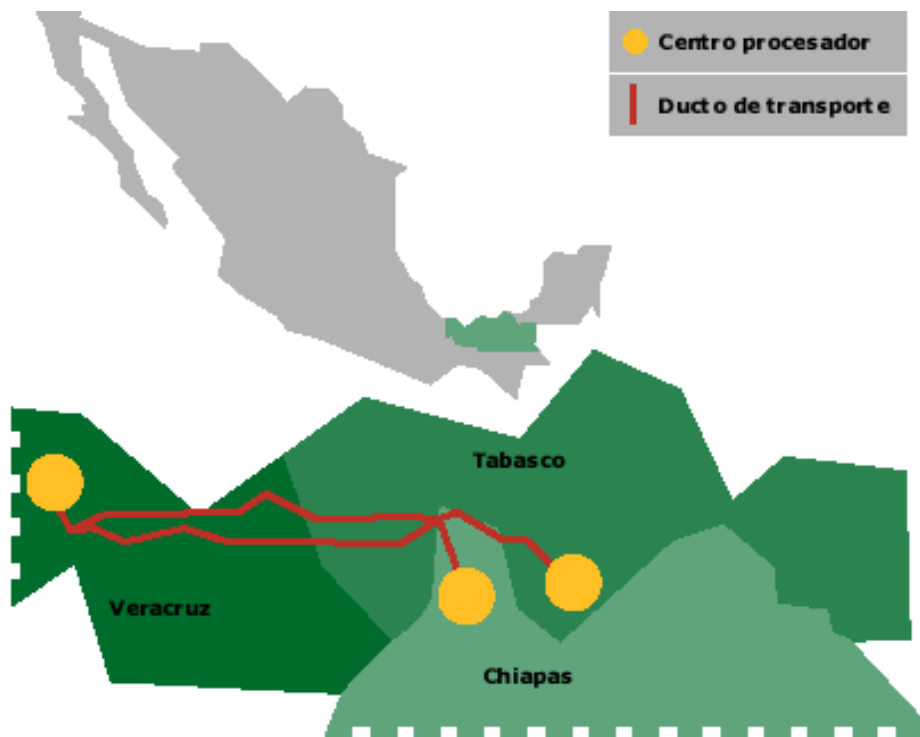 Centro procesador
Ducto de transporte
Tabasco
Veracruz
Chiapas